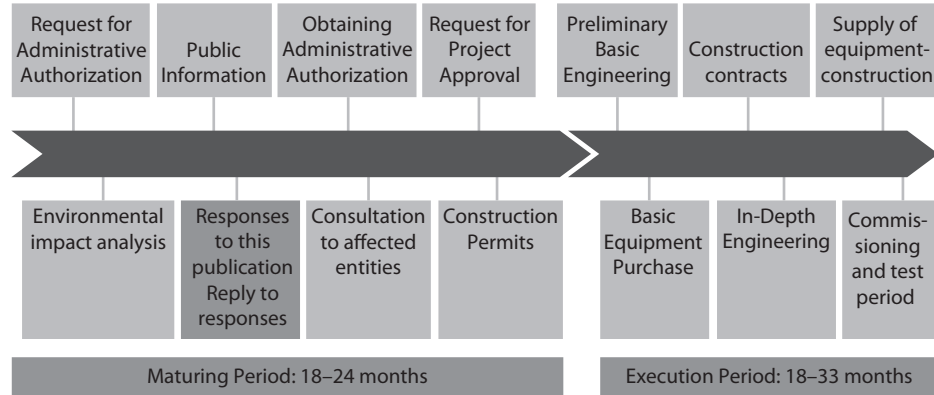 Request for
Administrative
Authorization
Public
Information
Obtaining
Administrative
Authorization
Request for
Project
Approval
Preliminary
Basic
Engineering
Construction
contracts
Supply of
equipment-
construction
Environmental
impact analysis
Responses
to this
publication
Reply to
responses
Consultation
to affected
entities
Construction
Permits
Basic
Equipment
Purchase
In-Depth
Engineering
Commis-
sioning
and test
period
Maturing Period: 18–24 months
Execution Period: 18–33 months